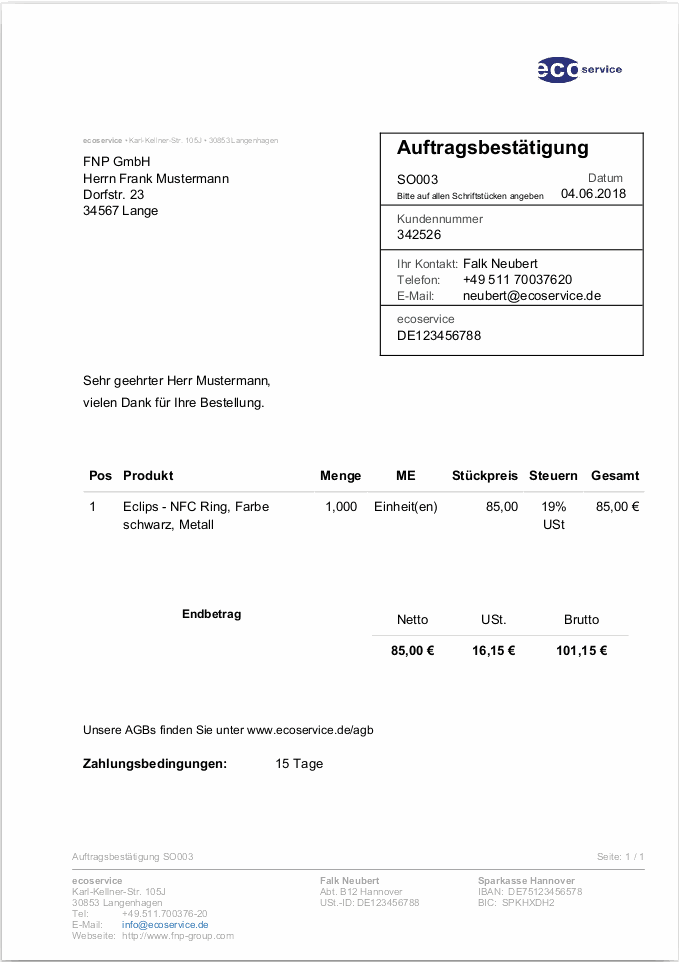 eco service
ecoservice • Karl-Kellner-Str. 105J • 30853 Langenhagen
FNP GmbH
Herrn Frank Mustermann
Dorfstr. 23
34567 Lange
Auftragsbestätigung
SO003 Datum
Bitte auf allen Schriftstücken angeben 04.06.2018
Kundennummer
342526
Ihr Kontakt: Falk Neubert
Telefon: +49 511 70037620
E-Mail: neubert@ecoservice.de
ecoservice
DE123456788
Sehr geehrter Herr Mustermann,
vielen Dank für Ihre Bestellung.
Pos Produkt Menge ME Stückpreis Steuern Gesamt
1 Eclips - NFC Ring, Farbe 1,000 Einheit(en) 85,00 19% 85,00 €
schwarz, Metall USt
Endbetrag
Netto USt. Brutto
85,00 € 16,15 € 101,15 €
Unsere AGBs finden Sie unter www.ecoservice.de/agb
Zahlungsbedingungen: 15 Tage
Auftragsbestätigung SO003 Seite: 1 / 1
ecoservice Falk Neubert Sparkasse Hannover
Karl-Kellner-Str. 105J Abt. B12 Hannover IBAN: DE75123456578
30853 Langenhagen USt.-ID: DE123456788 BIC: SPKHXDH2
Tel: +49.511.700376-20
E-Mail: info@ecoservice.de
Webseite: http://www.fnp-group.com